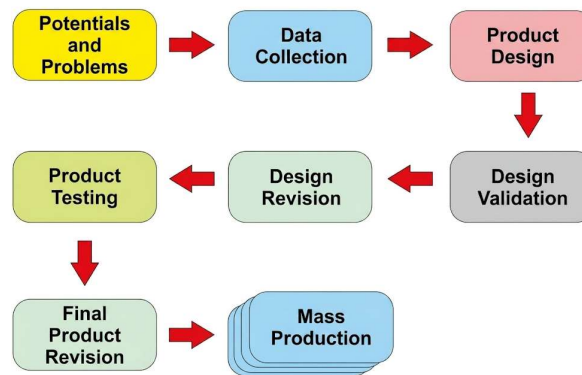 Potentials
and
Problems
Data
Collection
Product
Design
Design
Validation
Design
Revision
Product
Testing
Final
Product
Revision
Mass
Production